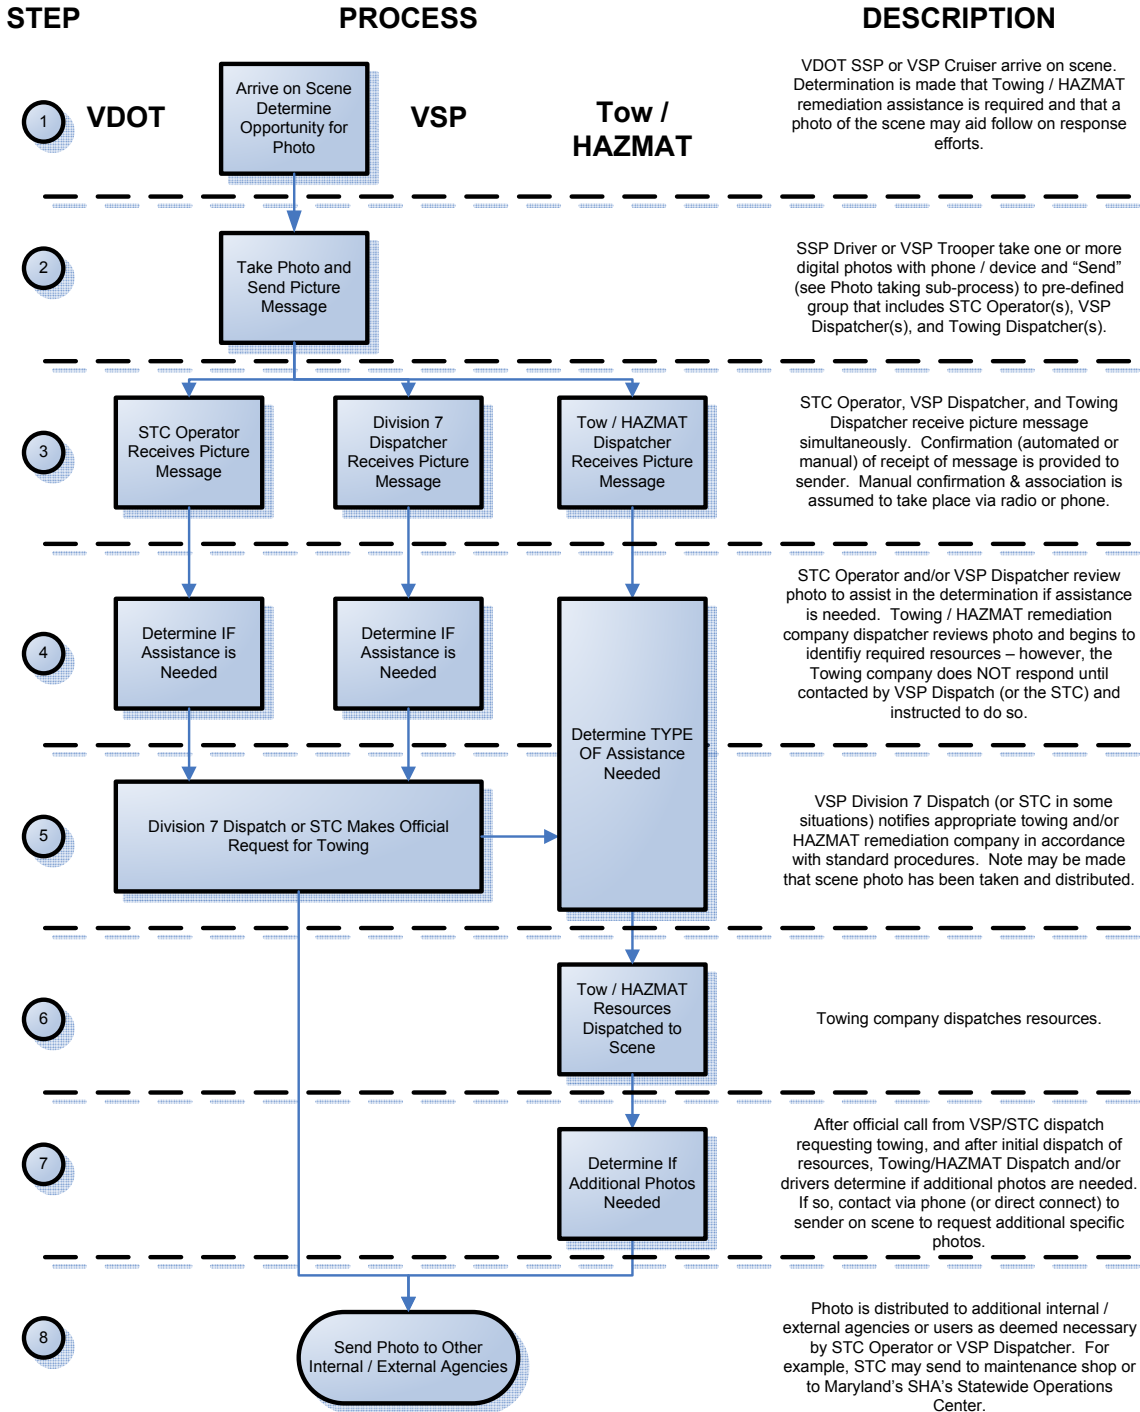 STEP
PROCESS
DESCRIPTION
1
VDOT
Arrive on Scene
Determine
Opportunity for
Photo
VSP
Tow /
HAZMAT
VDOT SSP or VSP Cruiser arrive on scene.
Determination is made that Towing / HAZMAT
remediation assistance is required and that a
photo of the scene may aid follow on response
efforts.
2
Take Photo and
Send Picture
Message
SSP Driver or VSP Trooper take one or more
digital photos with phone / device and “Send”
(see Photo taking sub-process) to pre-defined
group that includes STC Operator(s), VSP
Dispatcher(s), and Towing Dispatcher(s).
3
STC Operator
Receives Picture
Message
Division 7
Dispatcher
Receives Picture
Message
Tow / HAZMAT
Dispatcher
Receives Picture
Message
STC Operator, VSP Dispatcher, and Towing
Dispatcher receive picture message
simultaneously.  Confirmation (automated or
manual) of receipt of message is provided to
sender.  Manual confirmation & association is
assumed to take place via radio or phone.
4
Determine IF
Assistance is
Needed
Determine IF
Assistance is
Needed
Determine TYPE
OF Assistance
Needed
STC Operator and/or VSP Dispatcher review
photo to assist in the determination if assistance
is needed.  Towing / HAZMAT remediation
company dispatcher reviews photo and begins to
identifiy required resources – however, the
Towing company does NOT respond until
contacted by VSP Dispatch (or the STC) and
instructed to do so.
5
Division 7 Dispatch or STC Makes Official
Request for Towing
VSP Division 7 Dispatch (or STC in some
situations) notifies appropriate towing and/or
HAZMAT remediation company in accordance
with standard procedures.  Note may be made
that scene photo has been taken and distributed.
6
Tow / HAZMAT
Resources
Dispatched to
Scene
Towing company dispatches resources.
7
Determine If
Additional Photos
Needed
After official call from VSP/STC dispatch
requesting towing, and after initial dispatch of
resources, Towing/HAZMAT Dispatch and/or
drivers determine if additional photos are needed.
If so, contact via phone (or direct connect) to
sender on scene to request additional specific
photos.
8
Send Photo to Other
Internal / External Agencies
Photo is distributed to additional internal /
external agencies or users as deemed necessary
by STC Operator or VSP Dispatcher.  For
example, STC may send to maintenance shop or
to Maryland’s SHA’s Statewide Operations
Center.